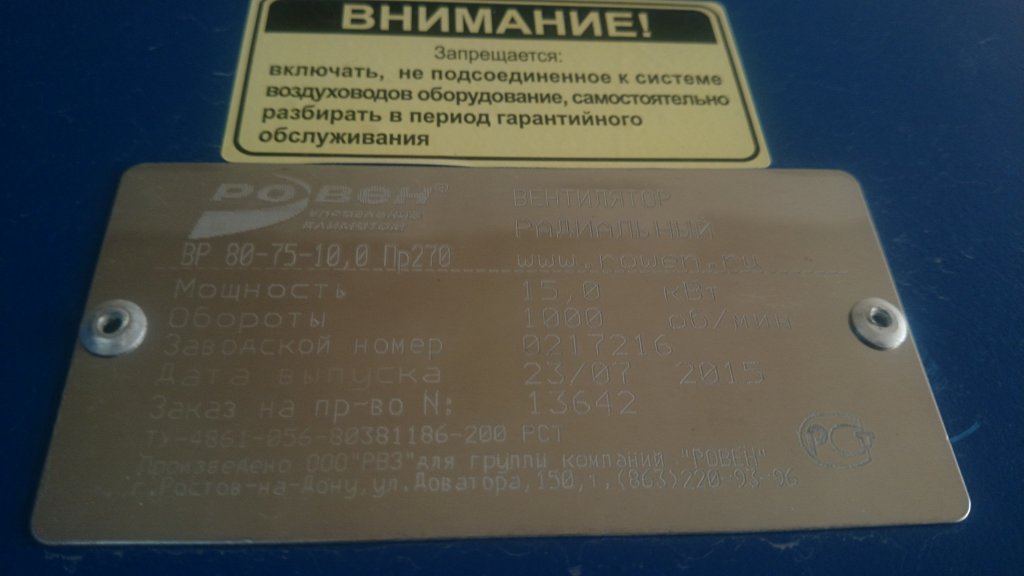 ВНИМАНИЕ!
Запрещается:
включать, не подсоединенное к системе
воздуховодов оборудование, самостоятельно
разбирать в период гарантийного
обслуживания
РОВЕН® ВЕНТИЛЯТОР
УПРАВЛЕНИЕ
КЛИМАТОМ РАДИАЛЬНЫЙ
ВР 80-75-10,0 Пр270 www.rowen.ru
Мощность 15,0 кВт
Обороты 1000 об/мин
Заводской номер 0217216
Дата выпуска 23/07 2015
Заказ на пр-во N: 13642
ТУ-4861-056-80381186-200 РСТ
Произведено ООО"РВЗ"для группы компаний "РОВЕН"
г.Ростов-на-Дону,ул.Доватора,150,т.(863)220-93-96
РСТ